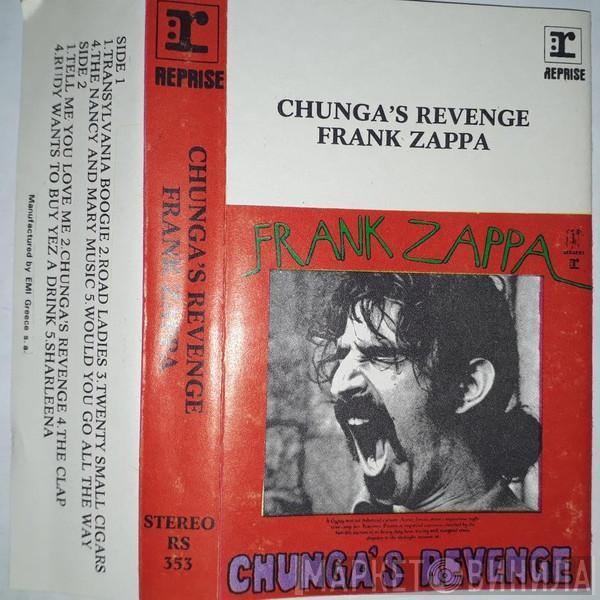 SIDE 1
1.TRANSYLVANIA BOOGIE 2.ROAD LADIES 3.TWENTY SMALL CIGARS
4.THE NANCY AND MARY MUSIC 5.WOULD YOU GO ALL THE WAY
SIDE 2
1.TELL ME YOU LOVE ME 2.CHUNGA'S REVENGE 4.THE CLAP
4.RUDY WANTS TO BUY YEZ A DRINK 5.SHARLEENA
Manufactured by EMI Greece s.a.
r
REPRISE
CHUNGA'S REVENGE
FRANK ZAPPA
STEREO
RS
353
r
REPRISE
CHUNGA'S REVENGE
FRANK ZAPPA
FRANK ZAPPA
r
CHUNGA'S REVENGE
МАРКЕТ ВИНИЛА